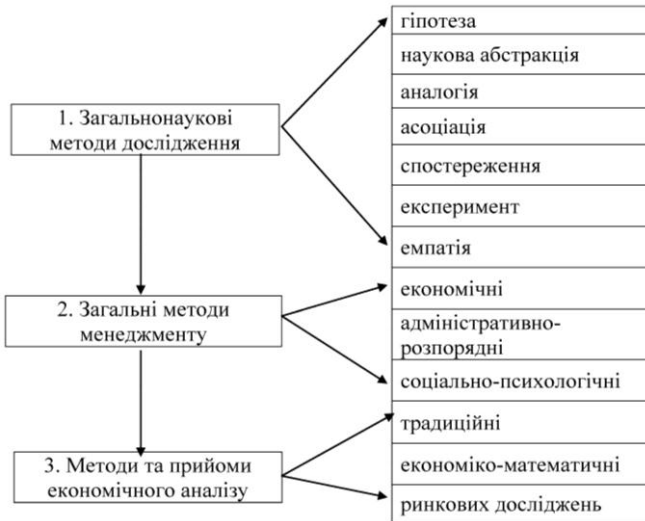 1. Загальнонаукові
методи дослідження
2. Загальні методи
менеджменту
3. Методи та прийоми
економічного аналізу
гіпотеза
наукова абстракція
аналогія
асоціація
спостереження
експеримент
емпатія
економічні
адміністративно-
розпорядні
соціально-психологічні
традиційні
економіко-математичні
ринкових досліджень